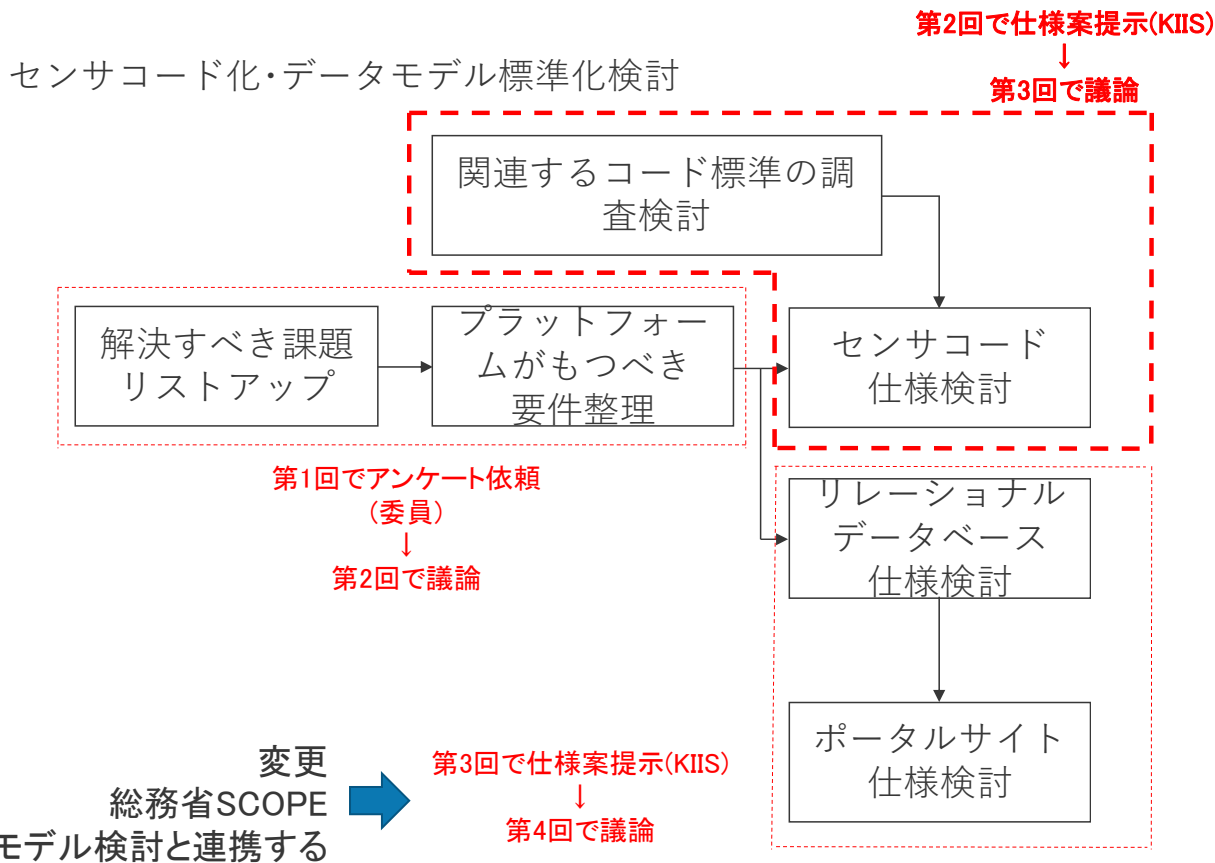 第2回で仕様案提示(KIIS)
↓
第3回で議論
センサコード化・データモデル標準化検討
関連するコード標準の調
査検討
解決すべき課題
リストアップ
プラットフォー
ムがもつべき
要件整理
センサコード
仕様検討
第1回でアンケート依頼
(委員)
↓
第2回で議論
リレーショナル
データベース
仕様検討
ポータルサイト
仕様検討
変更
総務省SCOPE
モデル検討と連携する
第3回で仕様案提示(KIIS)
↓
第4回で議論